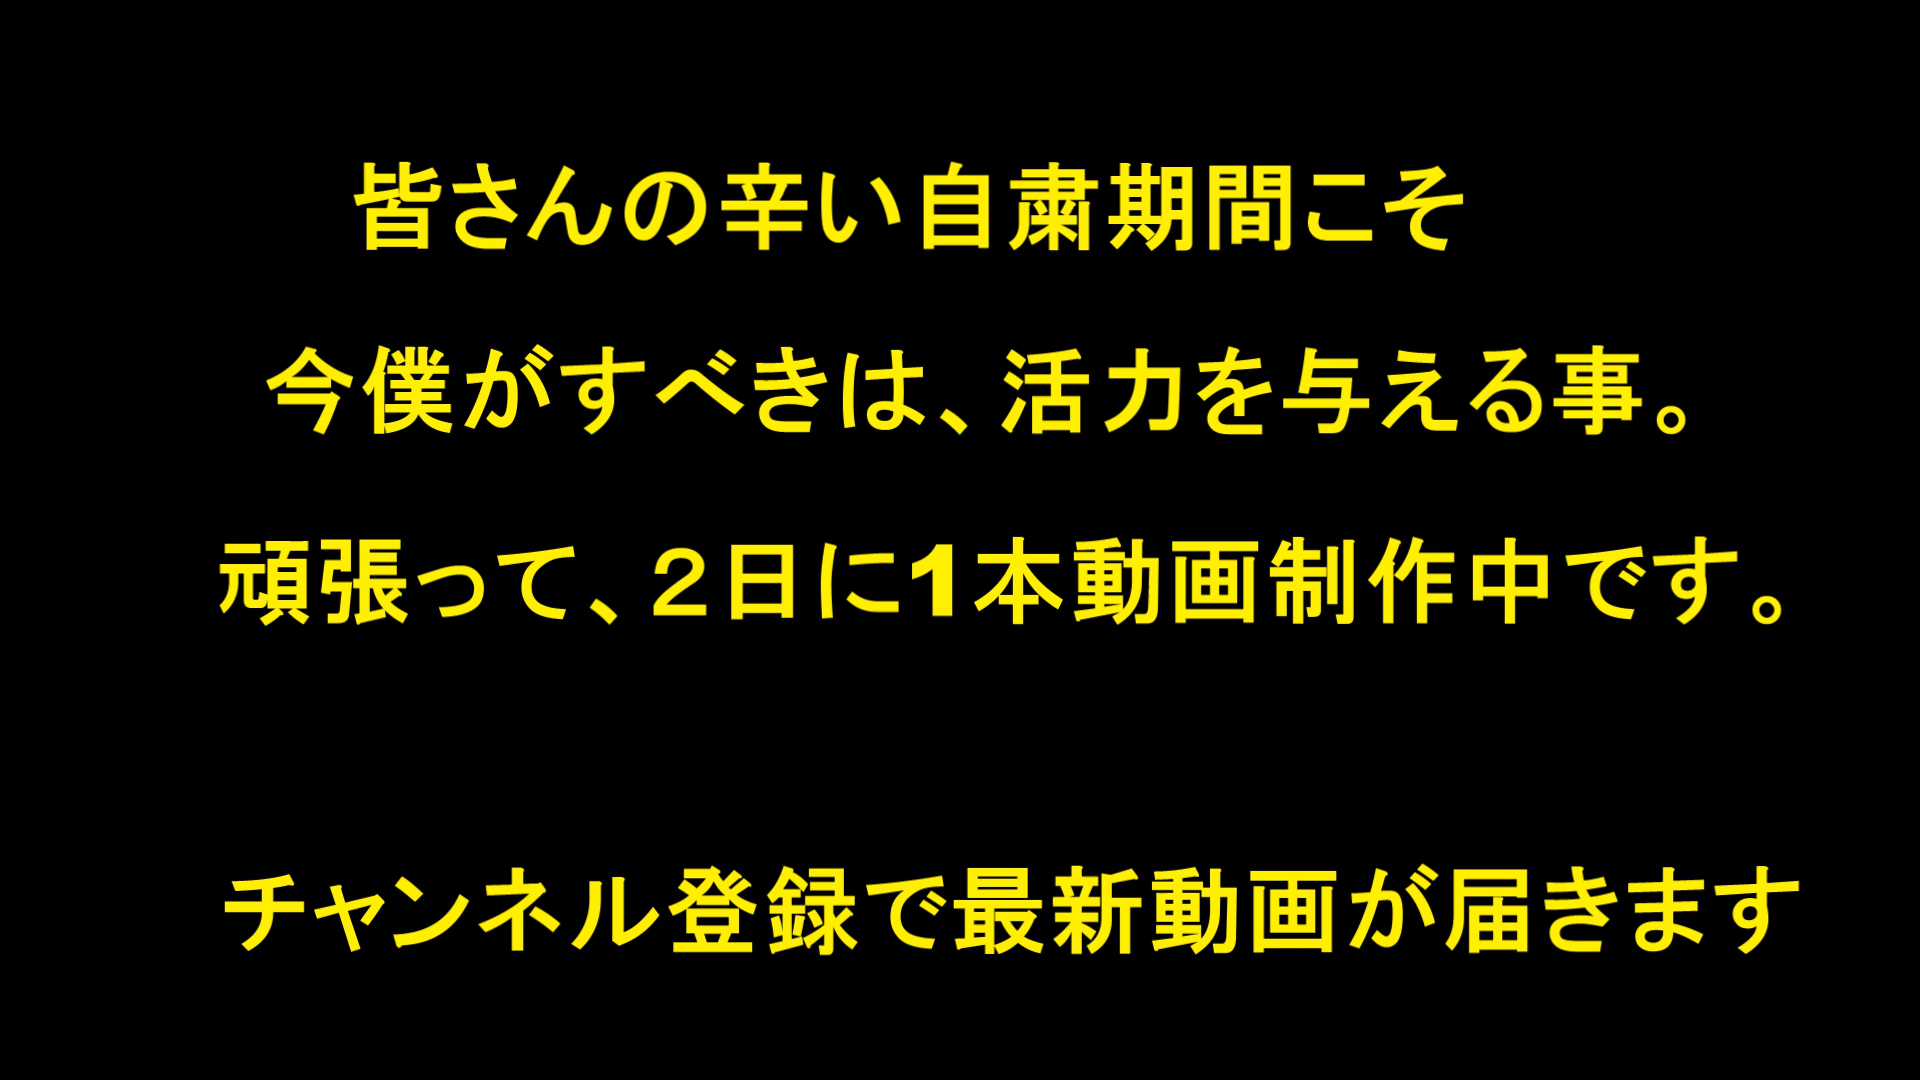 皆さんの辛い自粛期間こそ
今僕がすべきは、活力を与える事。
頑張って、２日に1本動画制作中です。
チャンネル登録で最新動画が届きます